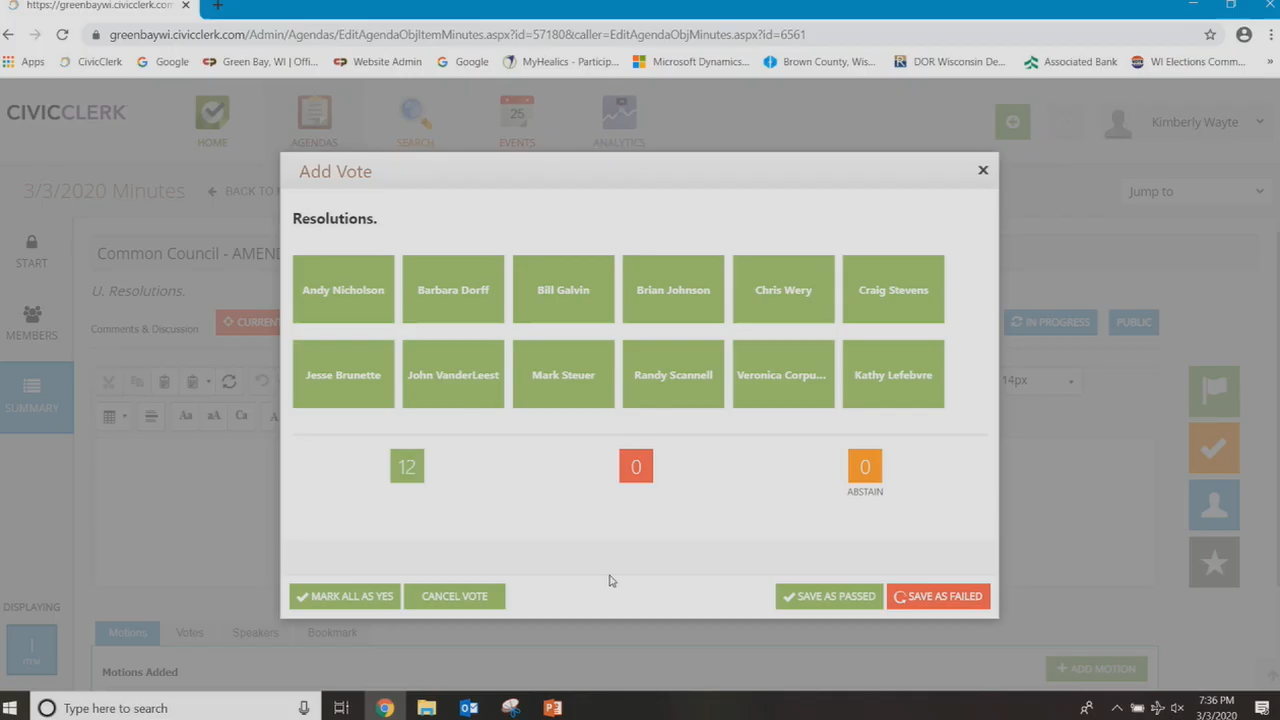 https://greenbaywi.civicclerk.com
greenbaywi.civicclerk.com/Admin/Agendas/EditAgendaObjItemMinutes.aspx?id=57180&caller=EditAgendaObjMinutes.aspx?id=6561
Apps CivicClerk Google Green Bay, WI | Offi... Website Admin Google MyHealics - Particip... Microsoft Dynamics... Brown County, Wis... DOR Wisconsin De... Associated Bank WI Elections Comm... »
CIVICCLERK
HOME AGENDAS SEARCH 25 EVENTS ANALYTICS
Kimberly Wayte
3/3/2020 Minutes BACK TO
Jump to
Add Vote
Resolutions.
Andy Nicholson Barbara Dorff Bill Galvin Brian Johnson Chris Wery Craig Stevens
Jesse Brunette John VanderLeest Mark Steuer Randy Scannell Veronica Corpu... Kathy Lefebvre
12 0 0
ABSTAIN
MARK ALL AS YES CANCEL VOTE SAVE AS PASSED SAVE AS FAILED
START
MEMBERS
SUMMARY
DISPLAYING
ITEM
Common Council - AMEND
U. Resolutions.
Comments & Discussion CURRENT
IN PROGRESS PUBLIC
14px
Aa aA Ca A
Motions Votes Speakers Bookmark
Motions Added
+ ADD MOTION
Type here to search
7:36 PM
3/3/2020